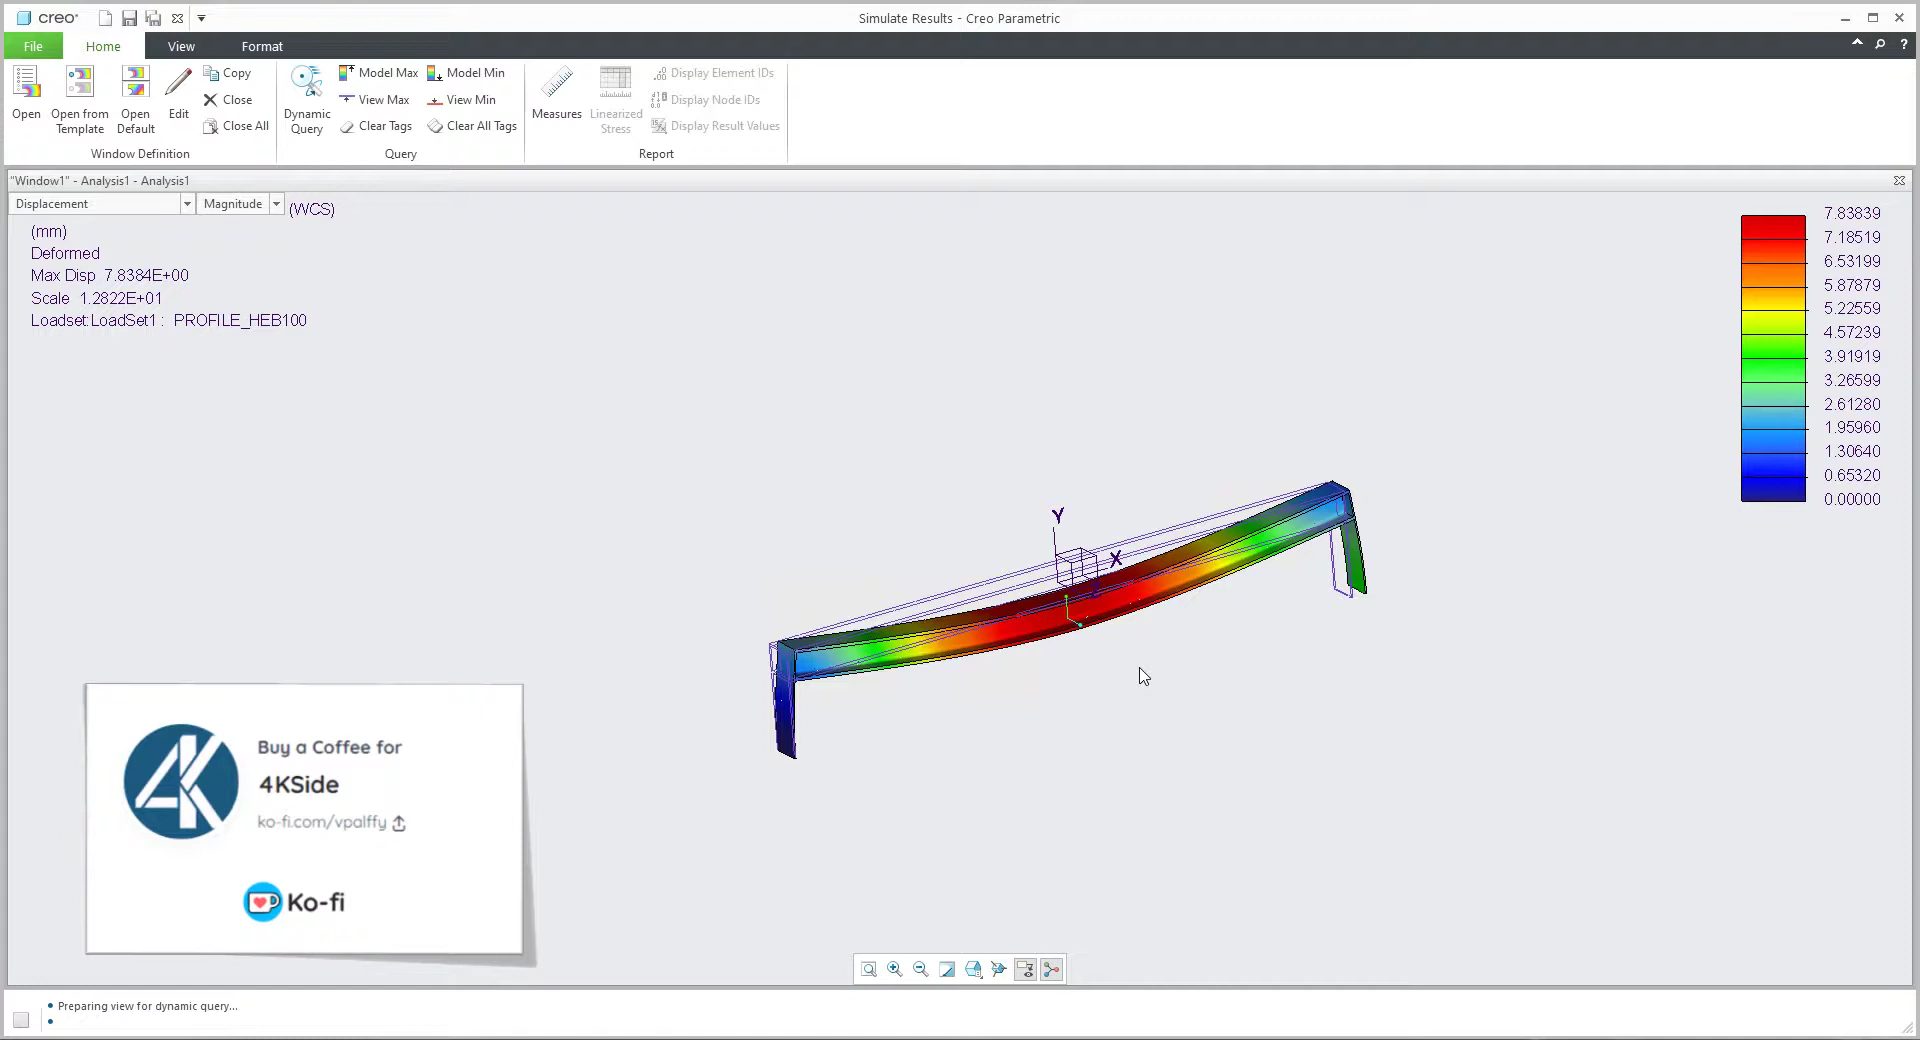 creo
Simulate Results - Creo Parametric
File
Home
View
Format
Open
Open from
Template
Open
Default
Edit
Copy
Close
Close All
Window Definition
Dynamic
Query
Model Max
View Max
Clear Tags
Model Min
View Min
Clear All Tags
Query
Measures
Linearized
Stress
Display Element IDs
Display Node IDs
Display Result Values
Report
"Window1" - Analysis1 - Analysis1
Displacement
Magnitude
(WCS)
(mm)
Deformed
Max Disp 7.8384E+00
Scale 1.2822E+01
Loadset:LoadSet1 : PROFILE_HEB100
7.83839
7.18519
6.53199
5.87879
5.22559
4.57239
3.91919
3.26599
2.61280
1.95960
1.30640
0.65320
0.00000
Y
X
Buy a Coffee for
4KSide
ko-fi.com/vpalffy
4K
Ko-fi
Preparing view for dynamic query...